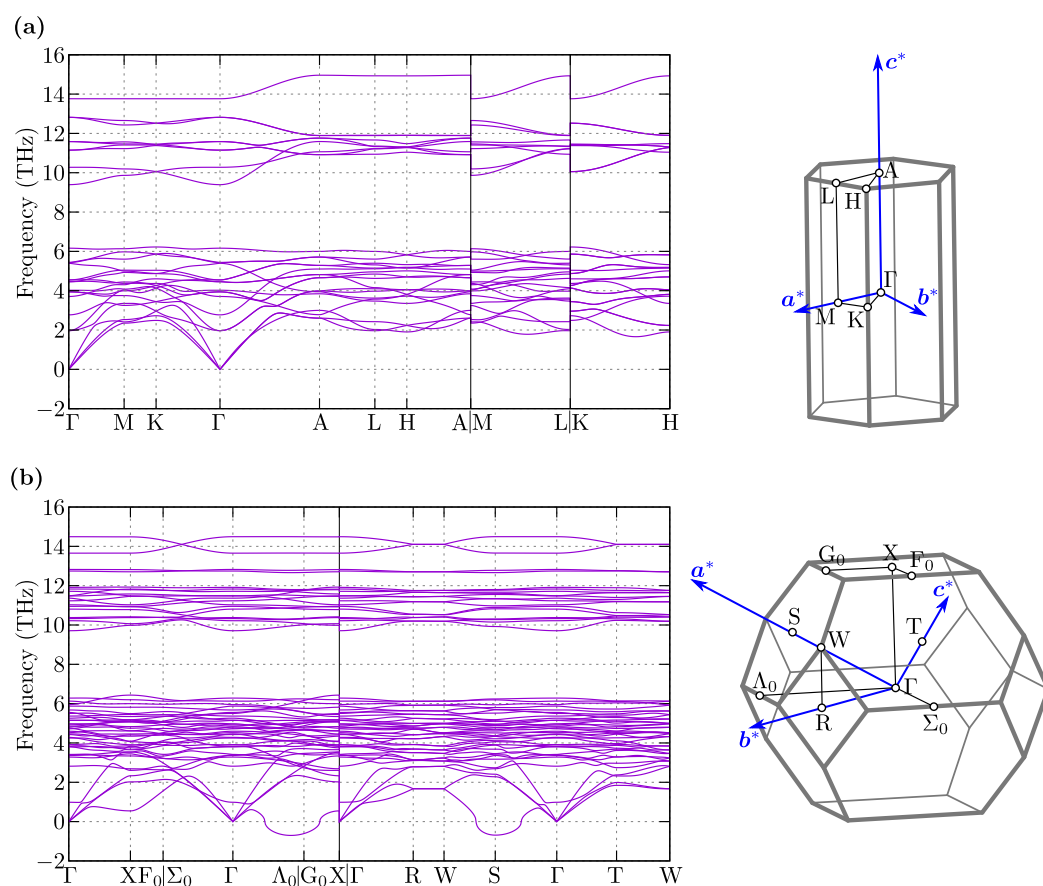 (a)
16
14
12
10
8
6
4
2
0
−2
Frequency (THz)
Γ M K Γ A L H A|M L|K H
c*
A
L
H
Γ
a*
b*
M
K
(b)
16
14
12
10
8
6
4
2
0
−2
Frequency (THz)
Γ XF₀|Σ₀ Γ Λ₀|G₀ X|Γ R W S Γ T W
G₀ X F₀
a*
c*
S
T
W
Λ₀
Γ
R
Σ₀
b*